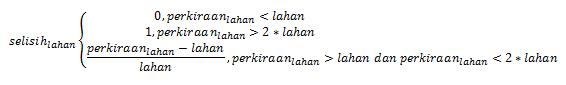 selisih_lahan { 0, perkiraan_lahan < lahan
1, perkiraan_lahan > 2 * lahan
(perkiraan_lahan − lahan) / lahan, perkiraan_lahan > lahan dan perkiraan_lahan < 2 * lahan